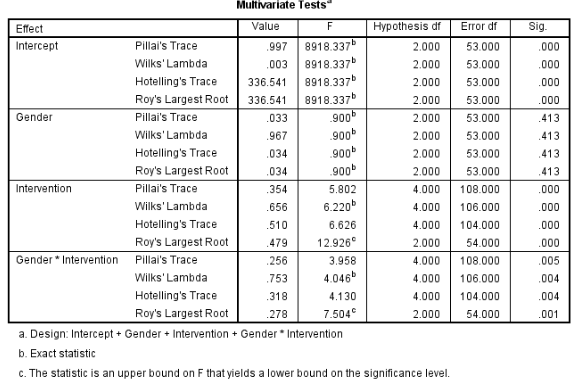 Multivariate Tests^a
Effect Value F Hypothesis df Error df Sig.
Intercept Pillai's Trace .997 8918.337^b 2.000 53.000 .000
Wilks' Lambda .003 8918.337^b 2.000 53.000 .000
Hotelling's Trace 336.541 8918.337^b 2.000 53.000 .000
Roy's Largest Root 336.541 8918.337^b 2.000 53.000 .000
Gender Pillai's Trace .033 .900^b 2.000 53.000 .413
Wilks' Lambda .967 .900^b 2.000 53.000 .413
Hotelling's Trace .034 .900^b 2.000 53.000 .413
Roy's Largest Root .034 .900^b 2.000 53.000 .413
Intervention Pillai's Trace .354 5.802 4.000 108.000 .000
Wilks' Lambda .656 6.220^b 4.000 106.000 .000
Hotelling's Trace .510 6.626 4.000 104.000 .000
Roy's Largest Root .479 12.926^c 2.000 54.000 .000
Gender * Intervention Pillai's Trace .256 3.958 4.000 108.000 .005
Wilks' Lambda .753 4.046^b 4.000 106.000 .004
Hotelling's Trace .318 4.130 4.000 104.000 .004
Roy's Largest Root .278 7.504^c 2.000 54.000 .001
a. Design: Intercept + Gender + Intervention + Gender * Intervention
b. Exact statistic
c. The statistic is an upper bound on F that yields a lower bound on the significance level.